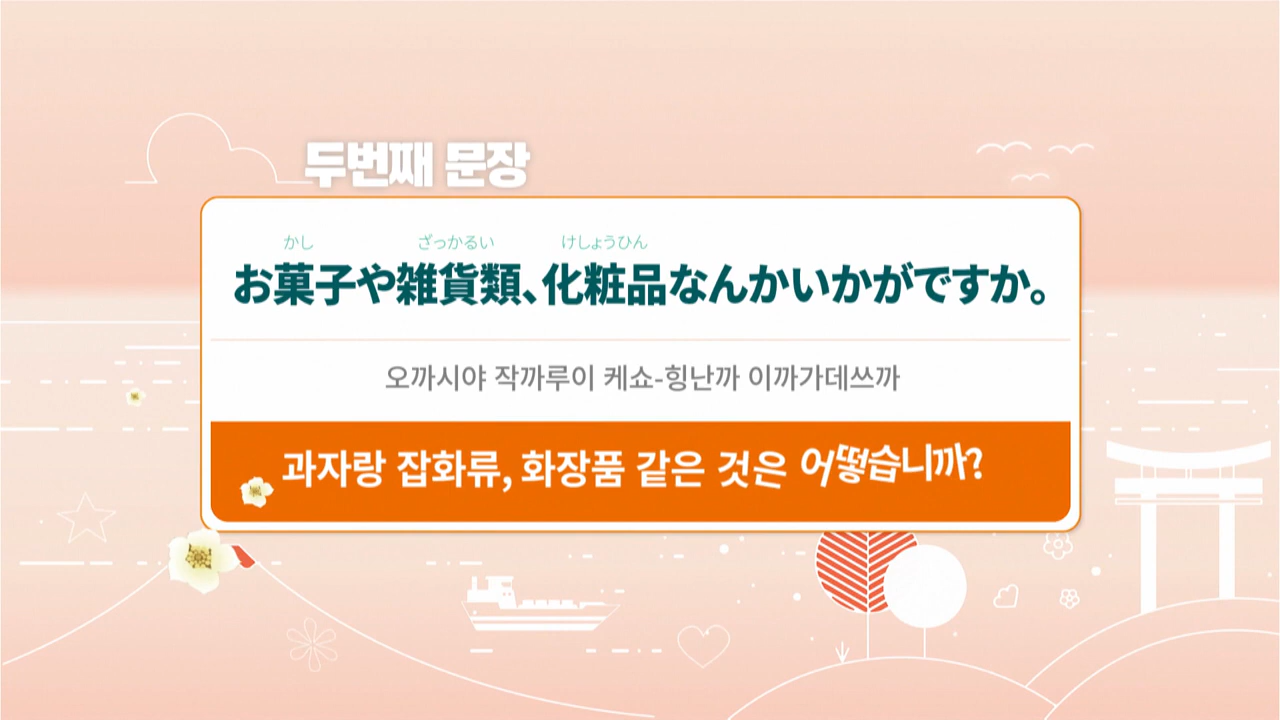 두번째 문장
かし ざっかるい けしょうひん
お菓子や雑貨類、化粧品なんかいかがですか。
오까시야 작까루이 케쇼-힝난까 이까가데쓰까
과자랑 잡화류, 화장품 같은 것은 어떻습니까?